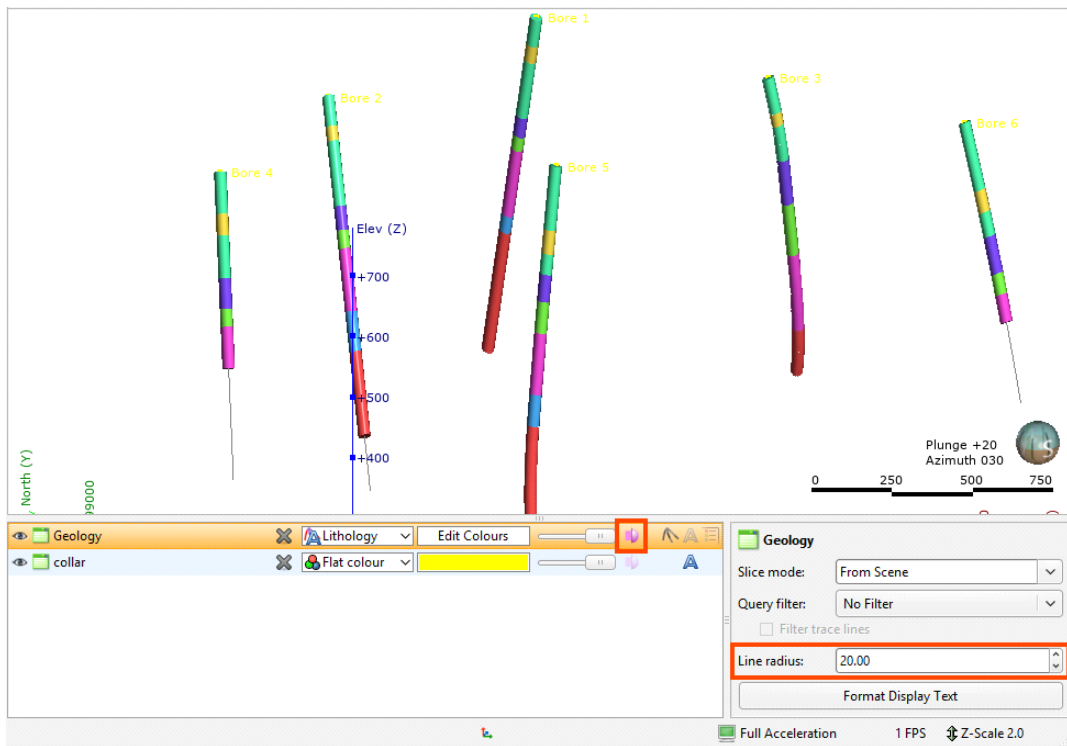 Bore 1
Bore 2
Bore 3
Bore 6
Bore 4
Bore 5
Elev (Z)
+700
+600
+500
+400
North (Y)
99000
Plunge +20
Azimuth 030
S
0 250 500 750
Geology Lithology Edit Colours
collar Flat colour
Geology
Slice mode: From Scene
Query filter: No Filter
Filter trace lines
Line radius: 20.00
Format Display Text
Full Acceleration 1 FPS Z-Scale 2.0